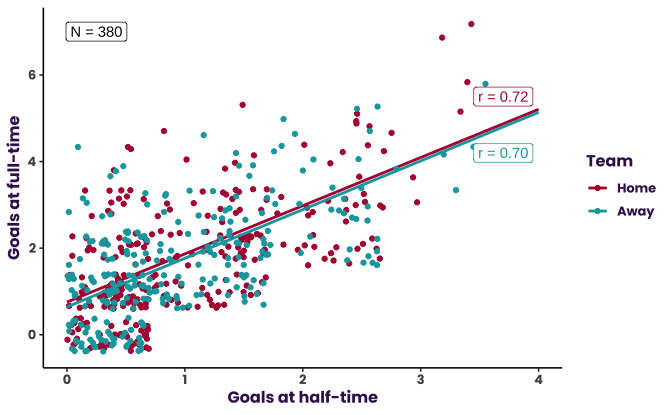 N = 380
6
r = 0.72
r = 0.70
4
2
0
Goals at full-time
0 1 2 3 4
Goals at half-time
Team
Home
Away